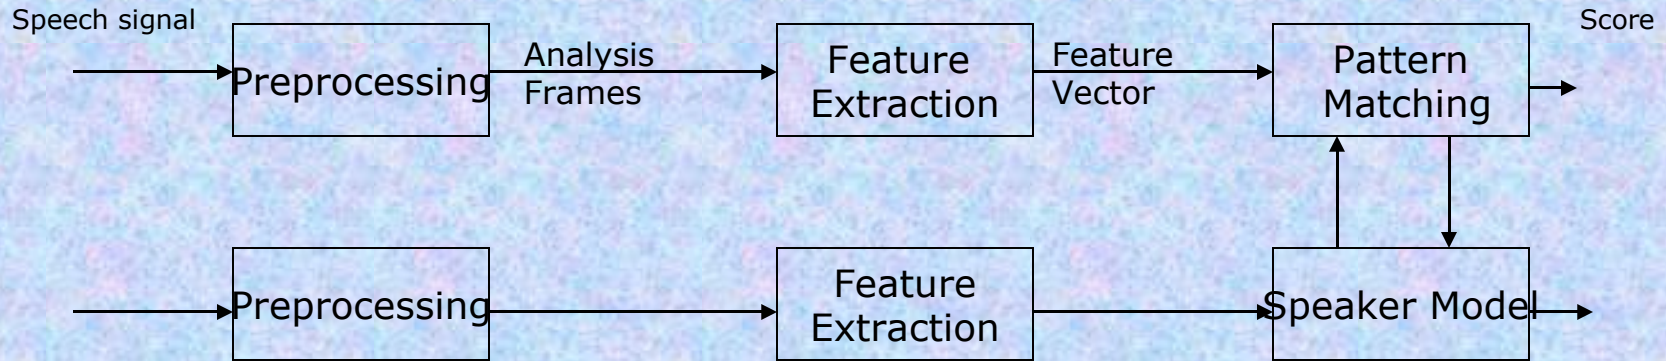 Speech signal
Score
Preprocessing
Analysis
Frames
Feature
Extraction
Feature
Vector
Pattern
Matching
Preprocessing
Feature
Extraction
Speaker Model